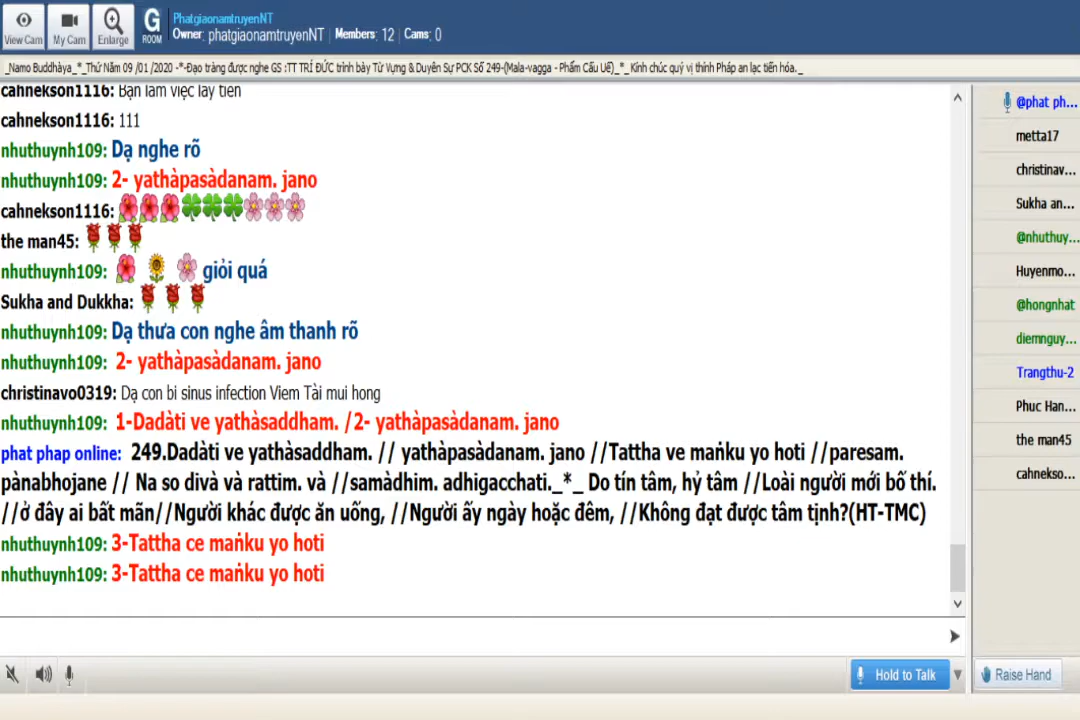 PhatgiaonamtruyenNT
Owner: phatgiaonamtruyenNT | Members: 12 | Cams: 0
View Cam My Cam Enlarge G ROOM
_Namo Buddhàya_*_Thứ Năm 09 /01 /2020 -*-Đạo tràng được nghe GS :TT TRÍ ĐỨC trình bày Từ Vựng & Duyên Sự PCK Số 249-(Mala-vagga - Phẩm Cấu Uế)_*_ Kính chúc quý vị thính Pháp an lạc tiến hóa._
cahnekson1116: Bạn làm việc lấy tiền
cahnekson1116: 111
nhuthuynh109: Dạ nghe rõ
nhuthuynh109: 2- yathàpasàdanam. jano
cahnekson1116:
the man45:
nhuthuynh109: giỏi quá
Sukha and Dukkha:
nhuthuynh109: Dạ thưa con nghe âm thanh rõ
nhuthuynh109: 2- yathàpasàdanam. jano
christinavo0319: Dạ con bi sinus infection Viem Tài mui hong
nhuthuynh109: 1-Dadàti ve yathàsaddham. /2- yathàpasàdanam. jano
phat phap online: 249.Dadàti ve yathàsaddham. // yathàpasàdanam. jano //Tattha ve maṅku yo hoti //paresam.
pànabhojane // Na so divà và rattim. và //samàdhim. adhigacchati._*_ Do tín tâm, hỷ tâm //Loài người mới bố thí.
//ở đây ai bất mãn//Người khác được ăn uống, //Người ấy ngày hoặc đêm, //Không đạt được tâm tịnh?(HT-TMC)
nhuthuynh109: 3-Tattha ce maṅku yo hoti
nhuthuynh109: 3-Tattha ce maṅku yo hoti
@phat ph...
metta17
christinav...
Sukha an...
@nhuthuy...
Huyenmo...
@hongnhat
diemnguy...
Trangthu-2
Phuc Han...
the man45
cahnekso...
Hold to Talk
Raise Hand